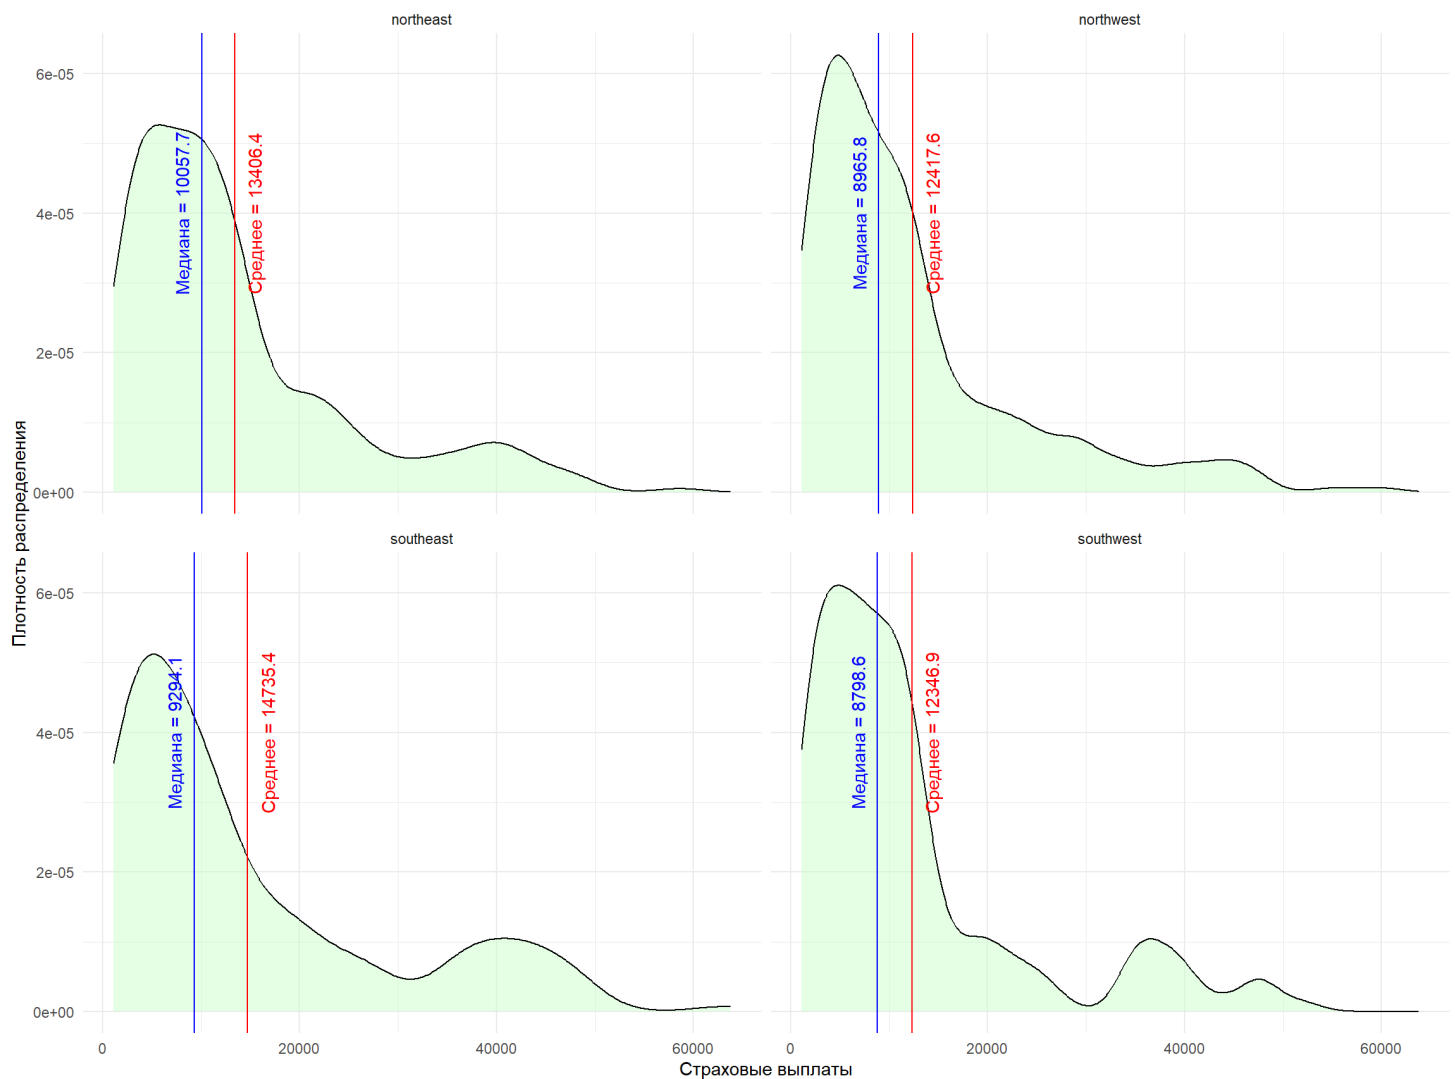 northeast
northwest
6e-05
4e-05
2e-05
0e+00
Медиана = 10057.7
Среднее = 13406.4
Медиана = 8965.8
Среднее = 12417.6
southeast
southwest
6e-05
4e-05
2e-05
0e+00
Медиана = 9294.1
Среднее = 14735.4
Медиана = 8798.6
Среднее = 12346.9
0
20000
40000
60000
0
20000
40000
60000
Страховые выплаты
Плотность распределения